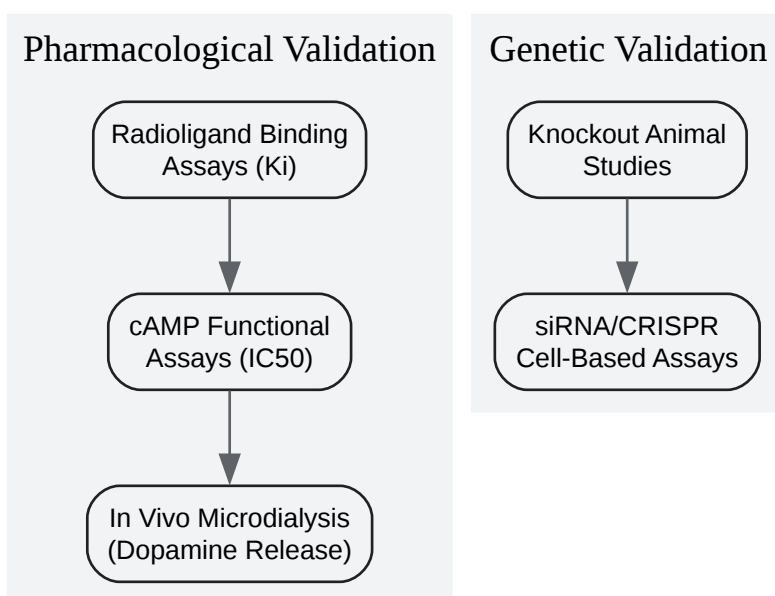 Pharmacological Validation
Radioligand Binding
Assays (Ki)
cAMP Functional
Assays (IC50)
In Vivo Microdialysis
(Dopamine Release)
Genetic Validation
Knockout Animal
Studies
siRNA/CRISPR
Cell-Based Assays